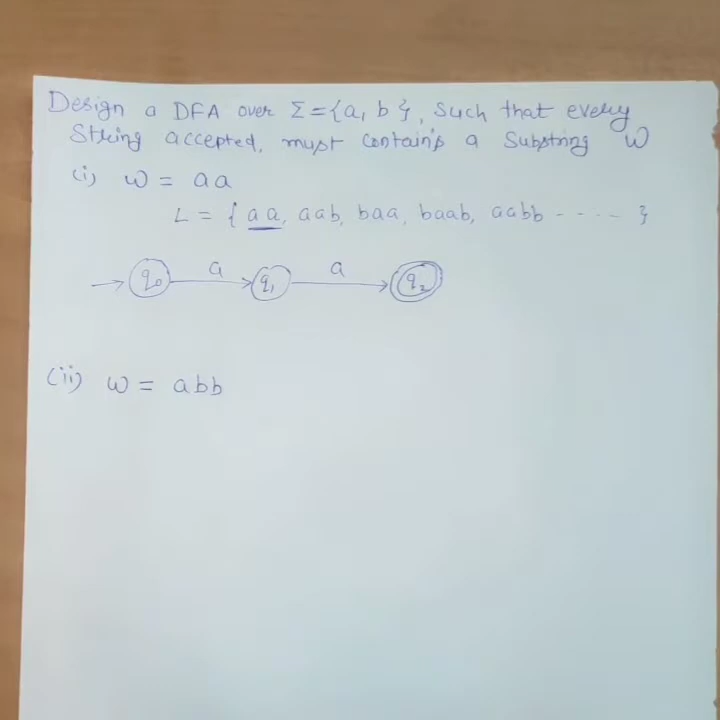 Design a DFA over Σ={a, b}, such that every
string accepted, must contain's a substring W
(i) w = aa
L = { aa, aab, baa, baab, aabb - - - - - }
q₀ a q₁ a q₂
(ii) w = abb